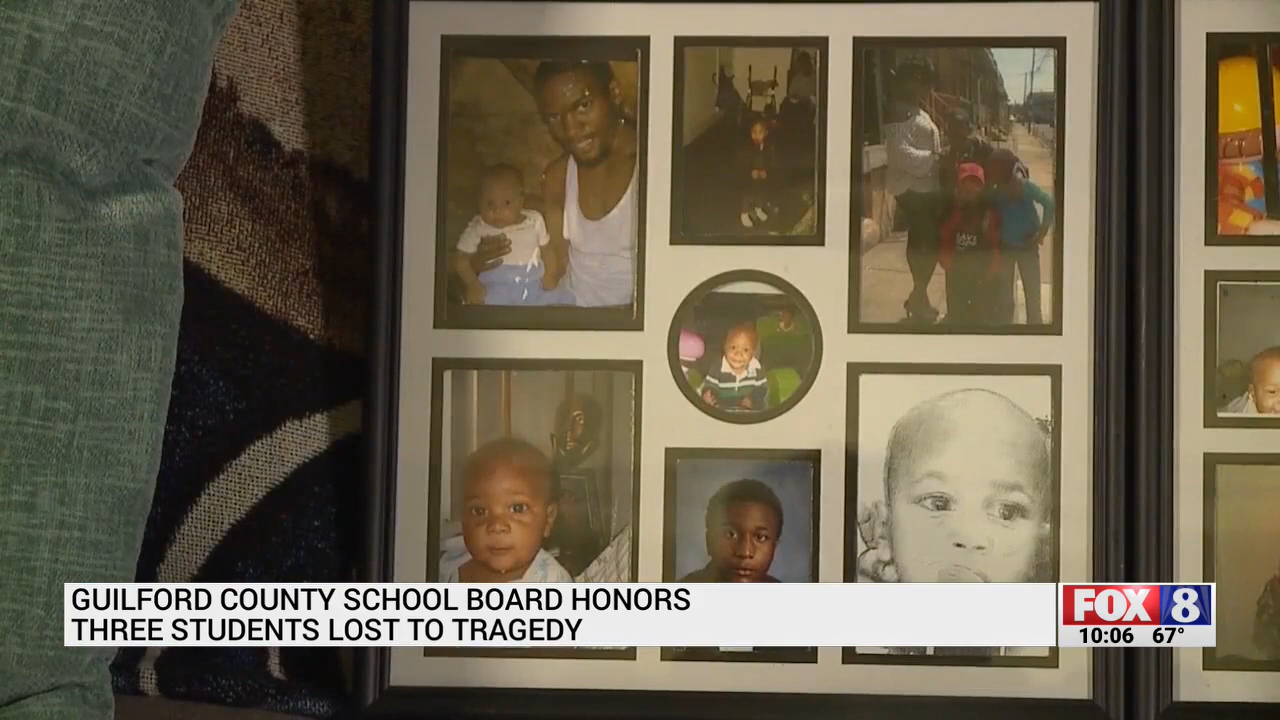 GUILFORD COUNTY SCHOOL BOARD HONORS
THREE STUDENTS LOST TO TRAGEDY
FOX 8
10:06 67°